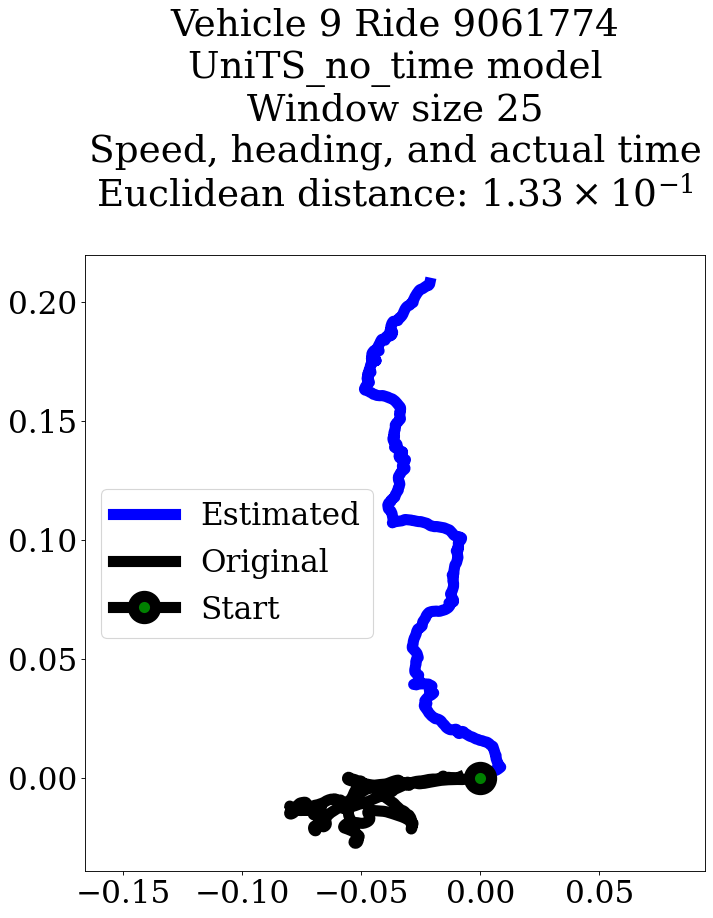 Vehicle 9 Ride 9061774
UniTS_no_time model
Window size 25
Speed, heading, and actual time
Euclidean distance: 1.33 × 10⁻¹
0.20
0.15
0.10
0.05
0.00
Estimated
Original
Start
−0.15 −0.10 −0.05 0.00 0.05